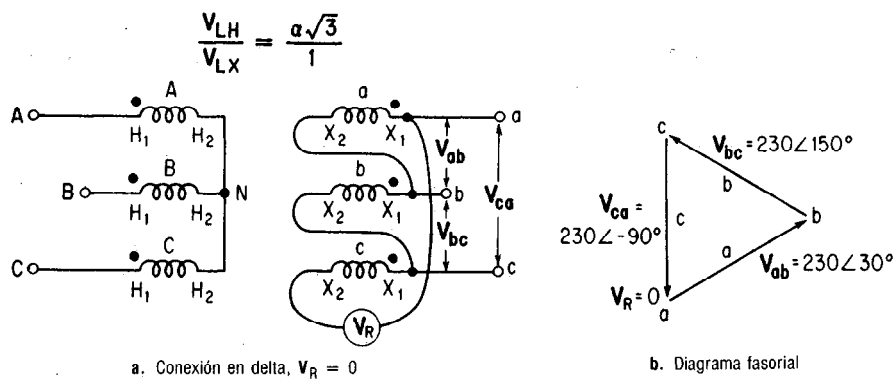 V_LH / V_LX = α√3 / 1
A
A
H₁ H₂
B
B
H₁ H₂
N
C
C
H₁ H₂
a
X₂ X₁
a
b
X₂ X₁
b
c
X₂ X₁
c
V_ab
V_bc
V_ca
V_R
a. Conexión en delta, V_R = 0
c
V_bc = 230∠150°
b
V_ca =
230∠-90°
c
b
a
V_ab = 230∠30°
V_R = 0
a
b. Diagrama fasorial